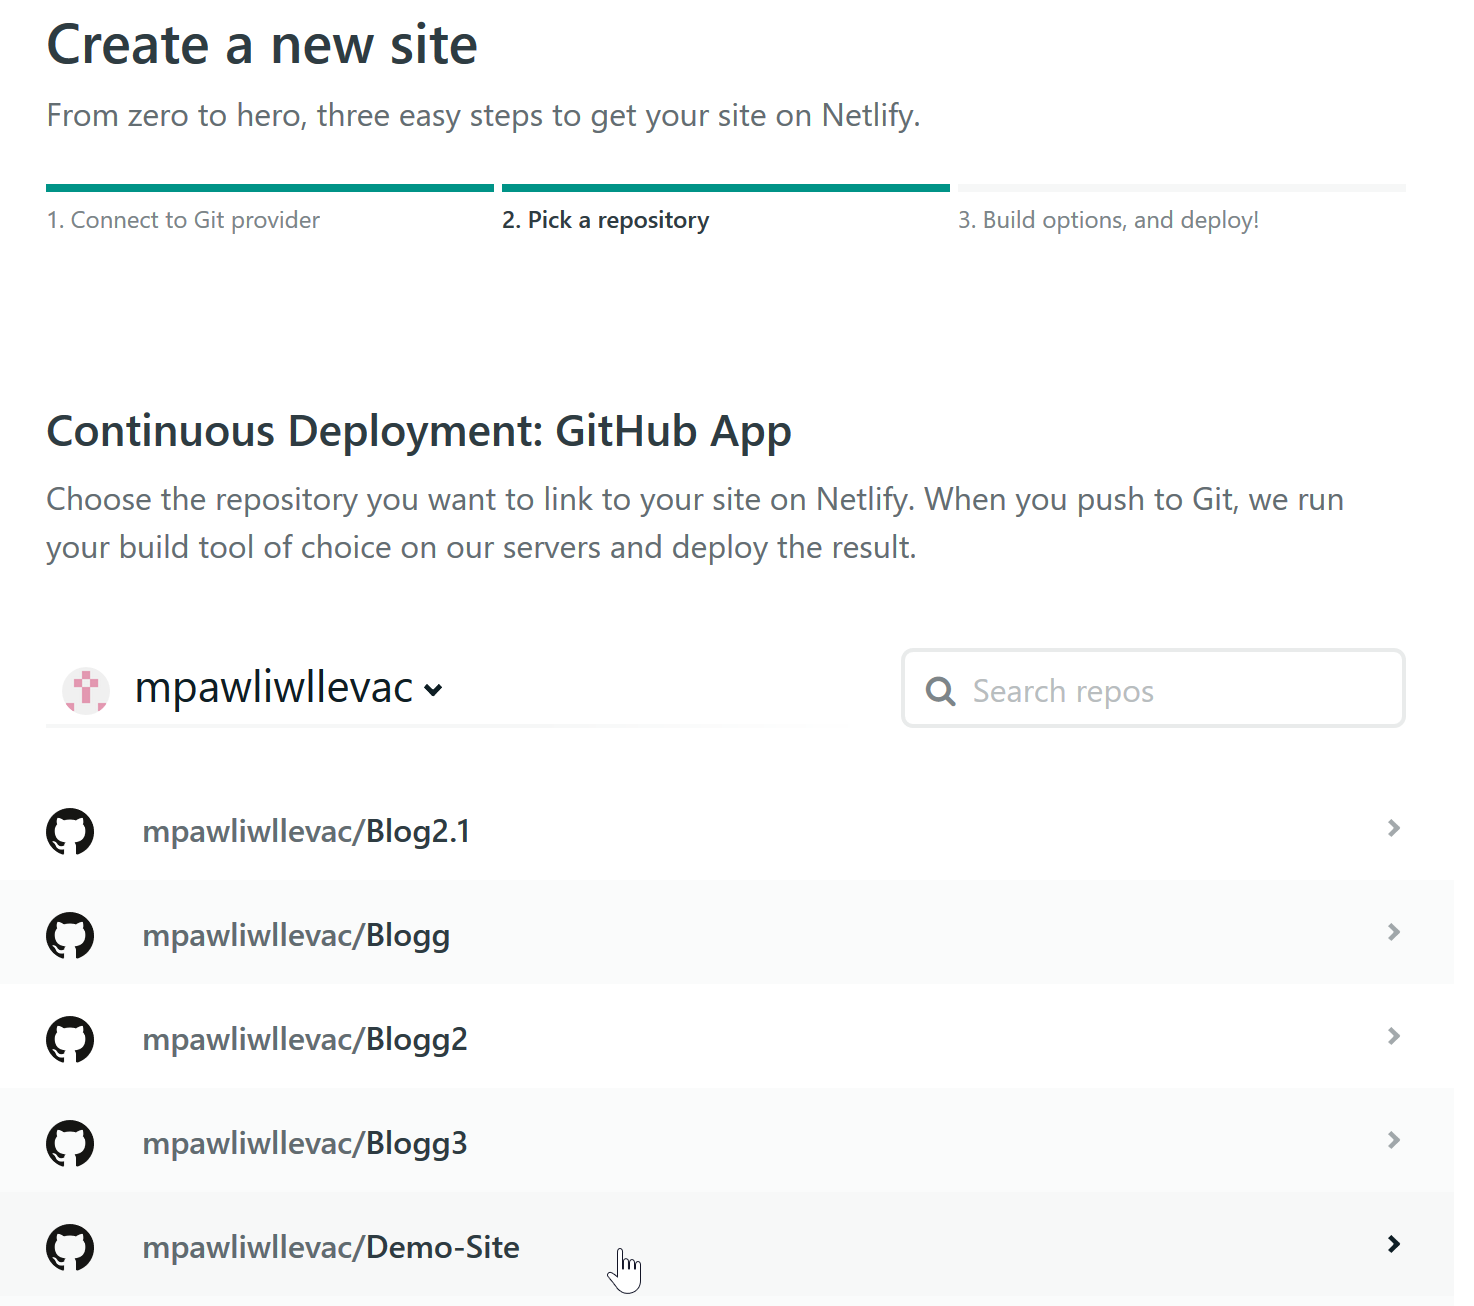 Create a new site
From zero to hero, three easy steps to get your site on Netlify.
1. Connect to Git provider
2. Pick a repository
3. Build options, and deploy!
Continuous Deployment: GitHub App
Choose the repository you want to link to your site on Netlify. When you push to Git, we run
your build tool of choice on our servers and deploy the result.
mpawliwllevac
Search repos
mpawliwllevac/Blog2.1
mpawliwllevac/Blogg
mpawliwllevac/Blogg2
mpawliwllevac/Blogg3
mpawliwllevac/Demo-Site